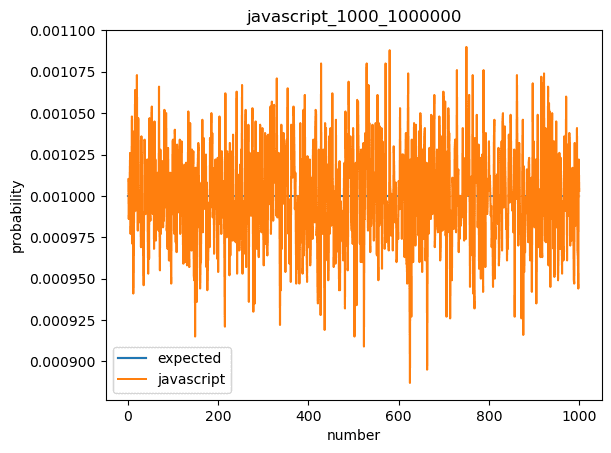 javascript_1000_1000000
probability
0.001100
0.001075
0.001050
0.001025
0.001000
0.000975
0.000950
0.000925
0.000900
expected
javascript
0 200 400 600 800 1000
number